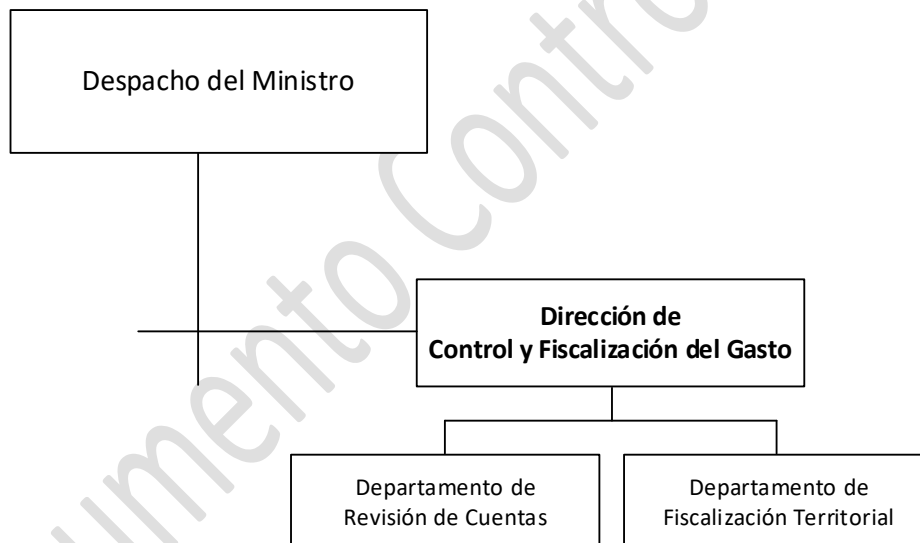 Despacho del Ministro
Dirección de
Control y Fiscalización del Gasto
Departamento de
Revisión de Cuentas
Departamento de
Fiscalización Territorial